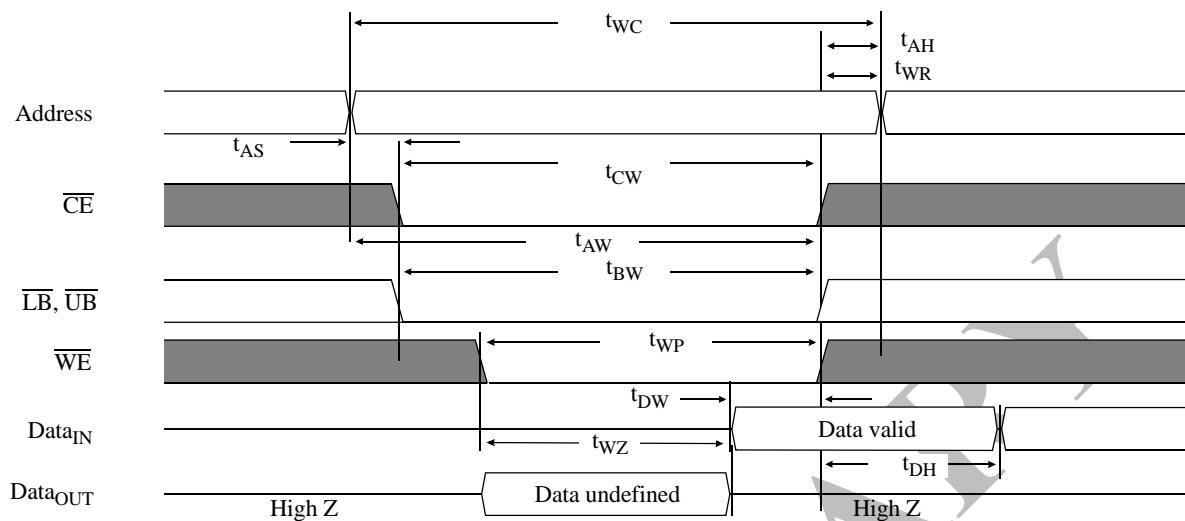 tWC
tAH
tWR
Address
tAS
tCW
CE
tAW
tBW
LB, UB
tWP
WE
tDW
DataIN
Data valid
tWZ
tDH
DataOUT
Data undefined
High Z
High Z